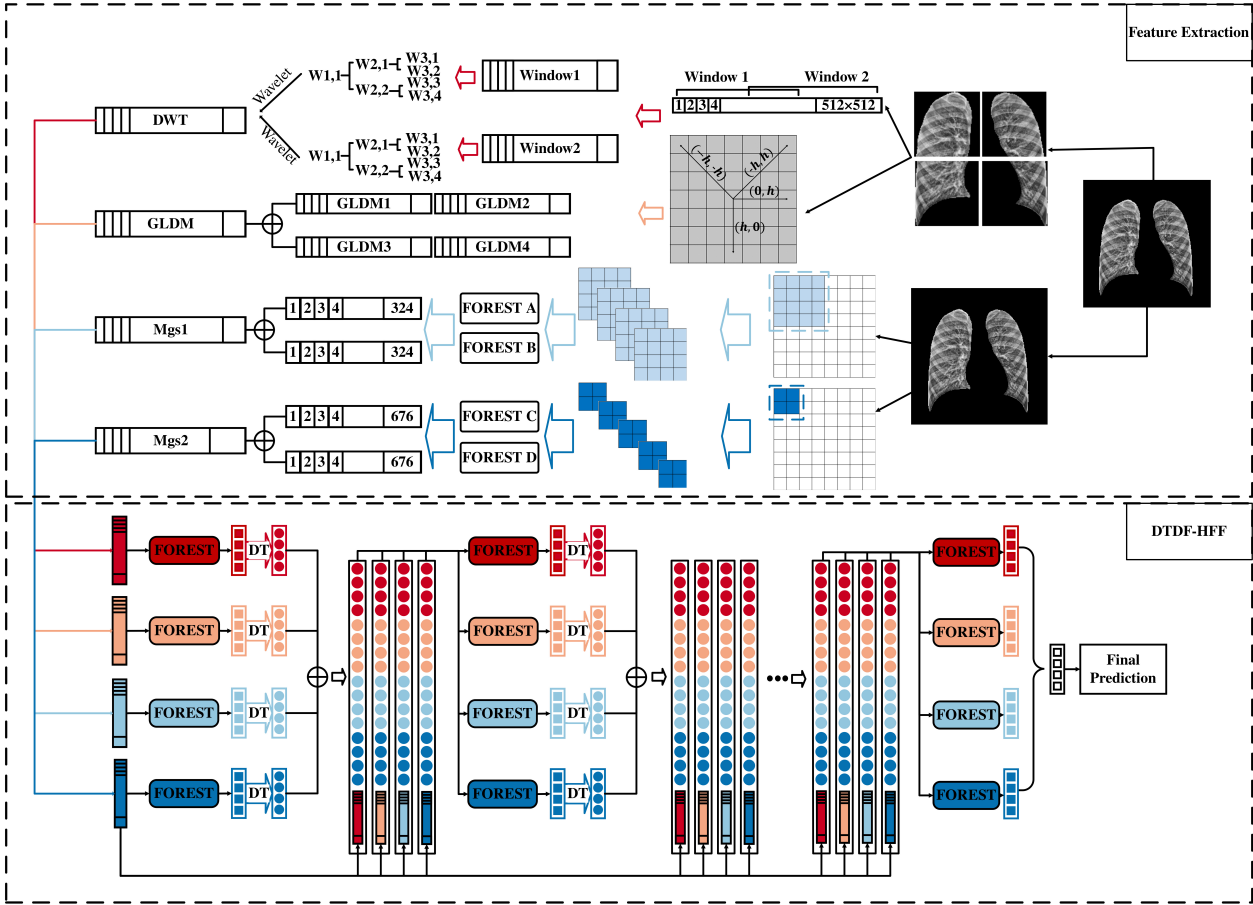 Feature Extraction
Wavelet
Wavelet
W1,1
W2,1
W2,2
W3,1
W3,2
W3,3
W3,4
Window1
Window 1
Window 2
1 2 3 4
512×512
DWT
W1,1
W2,1
W2,2
W3,1
W3,2
W3,3
W3,4
Window2
(-h,-h)
(-h,h)
(0,h)
(h,0)
GLDM
GLDM1
GLDM2
GLDM3
GLDM4
Mgs1
1 2 3 4
324
1 2 3 4
324
FOREST A
FOREST B
Mgs2
1 2 3 4
676
1 2 3 4
676
FOREST C
FOREST D
DTDF-HFF
FOREST
DT
FOREST
DT
FOREST
FOREST
DT
FOREST
DT
FOREST
FOREST
DT
FOREST
DT
FOREST
FOREST
DT
FOREST
DT
FOREST
Final
Prediction